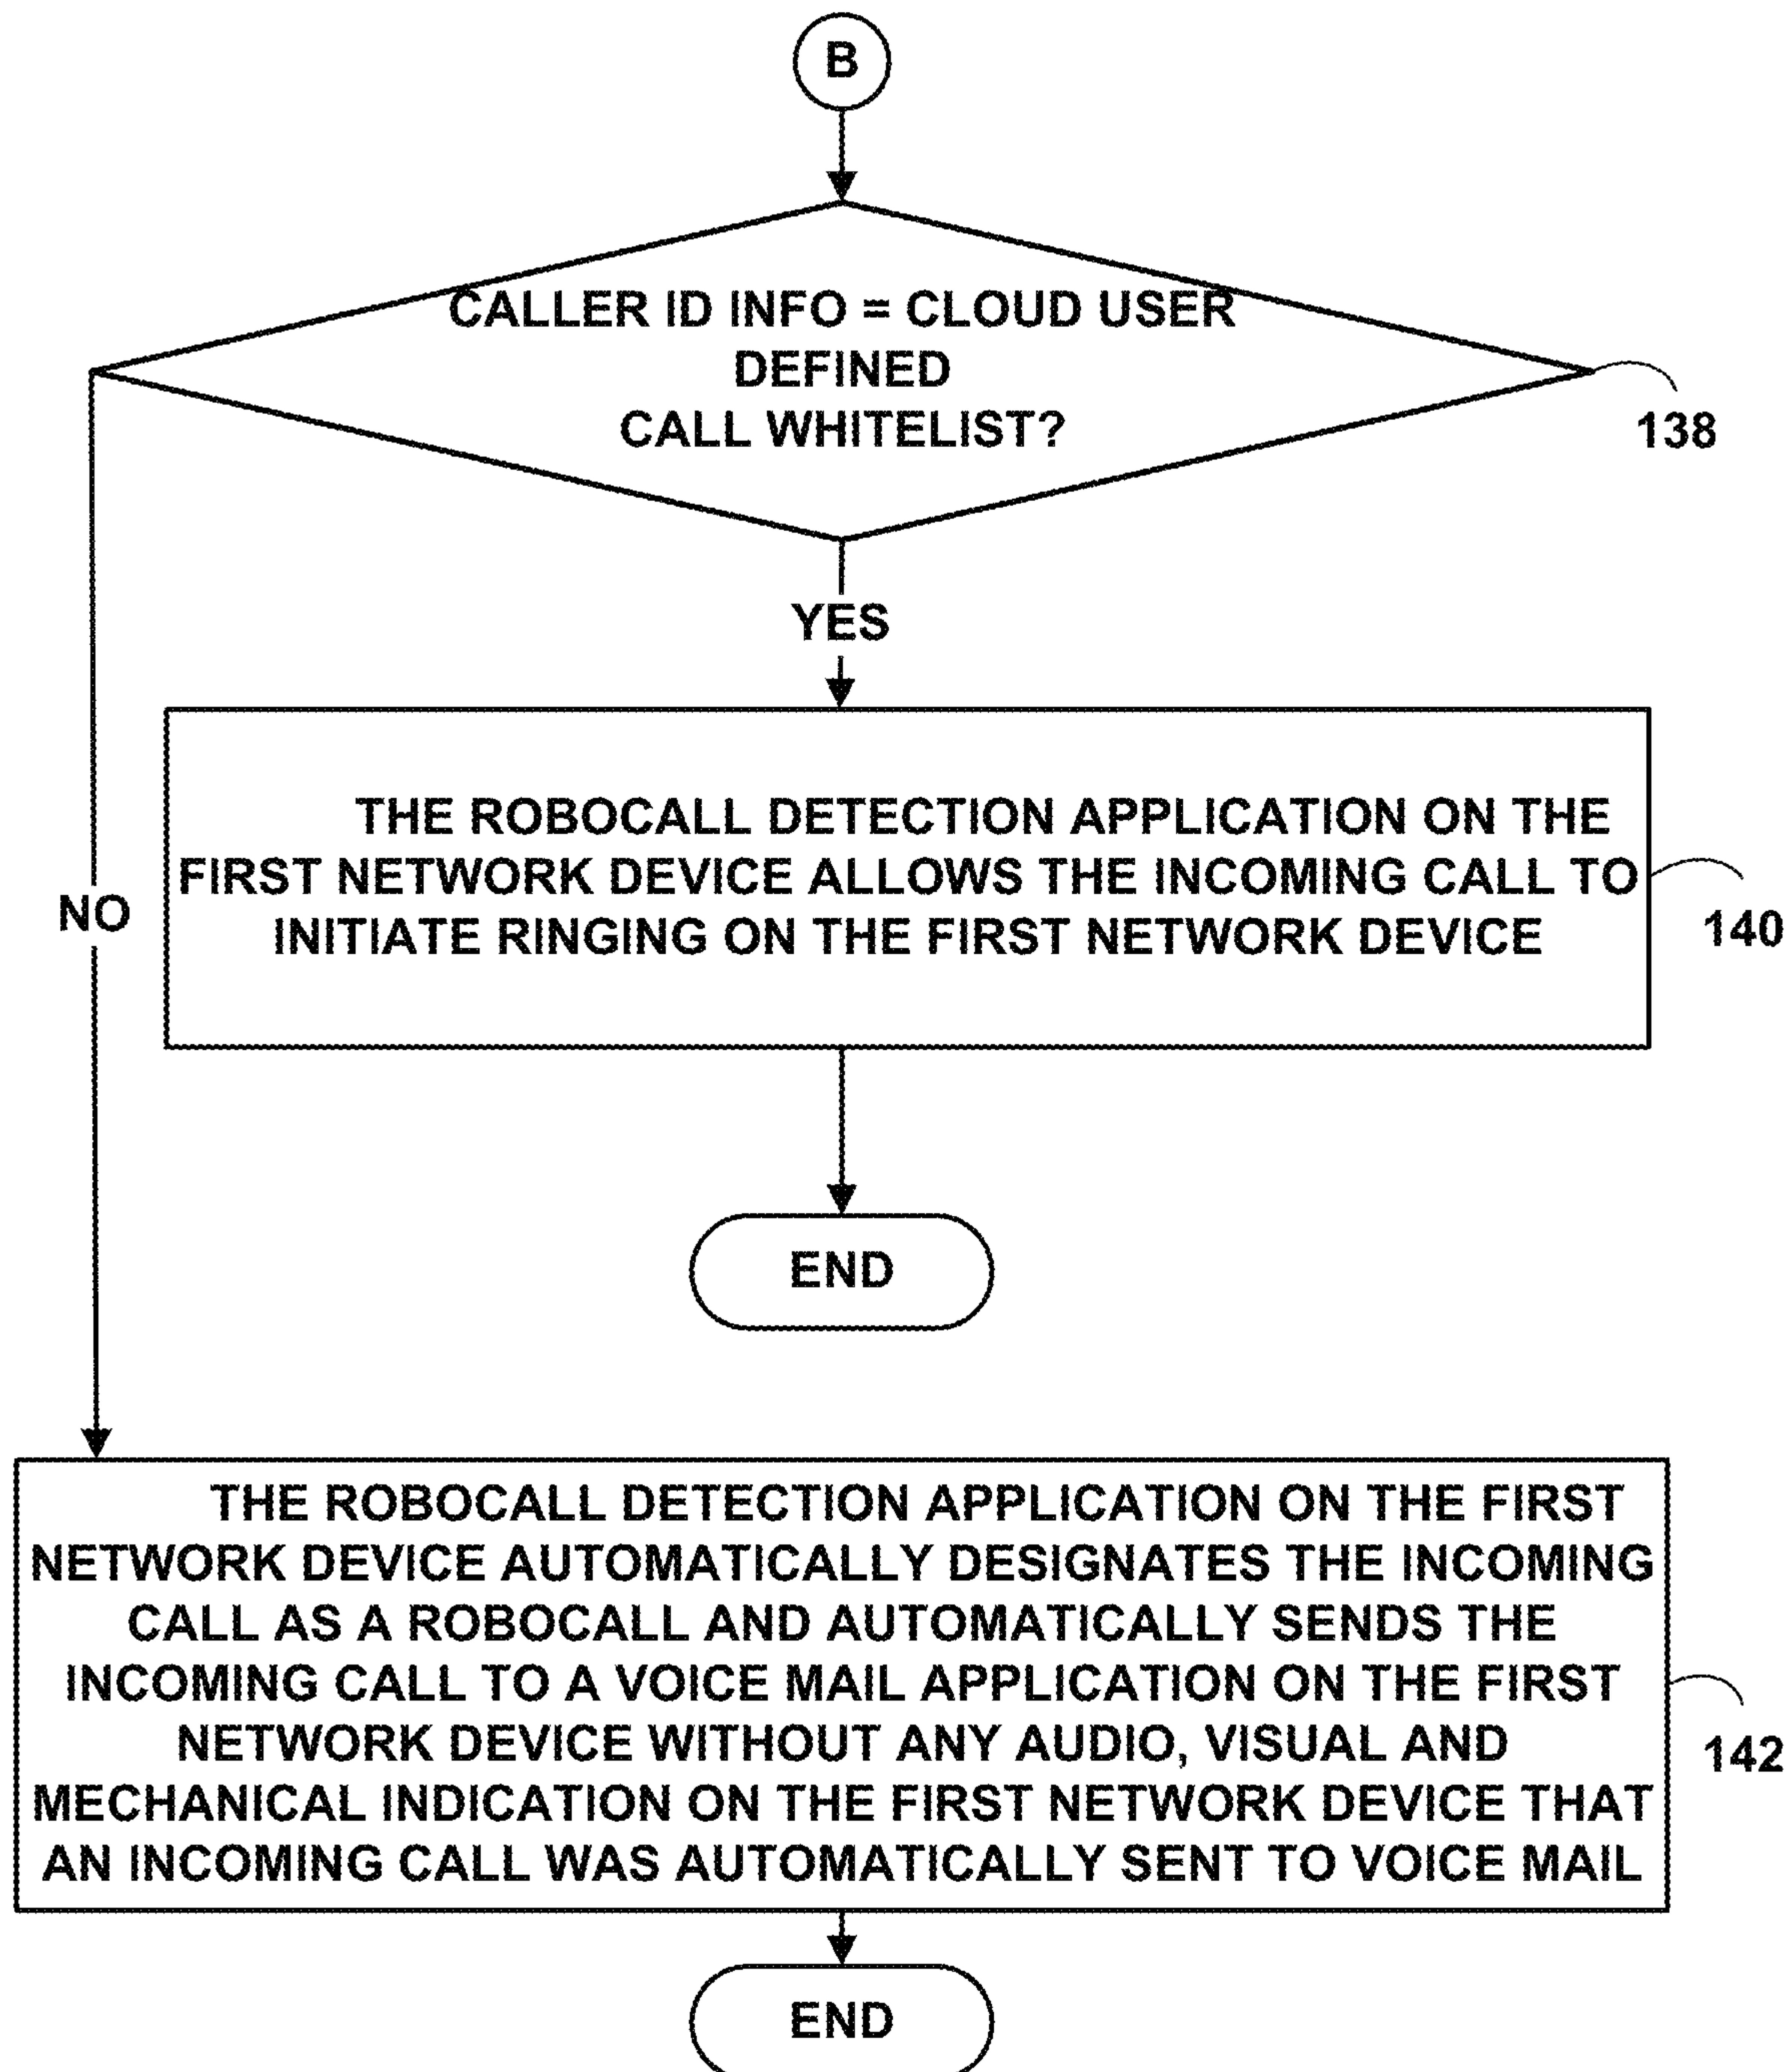 B
CALLER ID INFO = CLOUD USER
DEFINED
CALL WHITELIST?
138
YES
THE ROBOCALL DETECTION APPLICATION ON THE
FIRST NETWORK DEVICE ALLOWS THE INCOMING CALL TO
INITIATE RINGING ON THE FIRST NETWORK DEVICE
140
NO
END
THE ROBOCALL DETECTION APPLICATION ON THE FIRST
NETWORK DEVICE AUTOMATICALLY DESIGNATES THE INCOMING
CALL AS A ROBOCALL AND AUTOMATICALLY SENDS THE
INCOMING CALL TO A VOICE MAIL APPLICATION ON THE FIRST
NETWORK DEVICE WITHOUT ANY AUDIO, VISUAL AND
MECHANICAL INDICATION ON THE FIRST NETWORK DEVICE THAT
AN INCOMING CALL WAS AUTOMATICALLY SENT TO VOICE MAIL
142
END